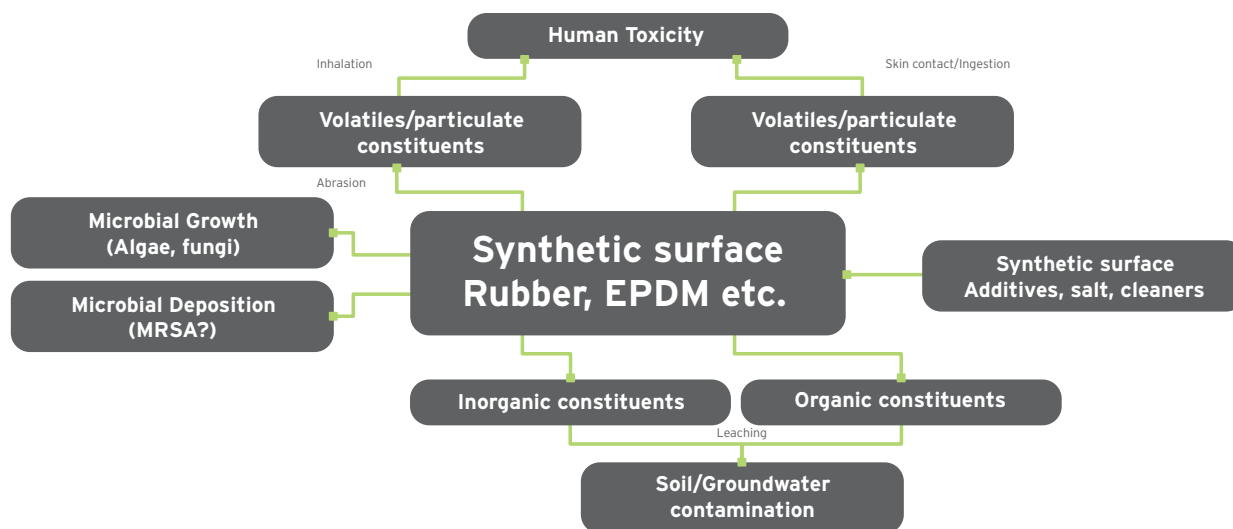 Human Toxicity
Inhalation
Skin contact/Ingestion
Volatiles/particulate
constituents
Volatiles/particulate
constituents
Abrasion
Microbial Growth
(Algae, fungi)
Synthetic surface
Rubber, EPDM etc.
Synthetic surface
Additives, salt, cleaners
Microbial Deposition
(MRSA?)
Inorganic constituents
Organic constituents
Leaching
Soil/Groundwater
contamination